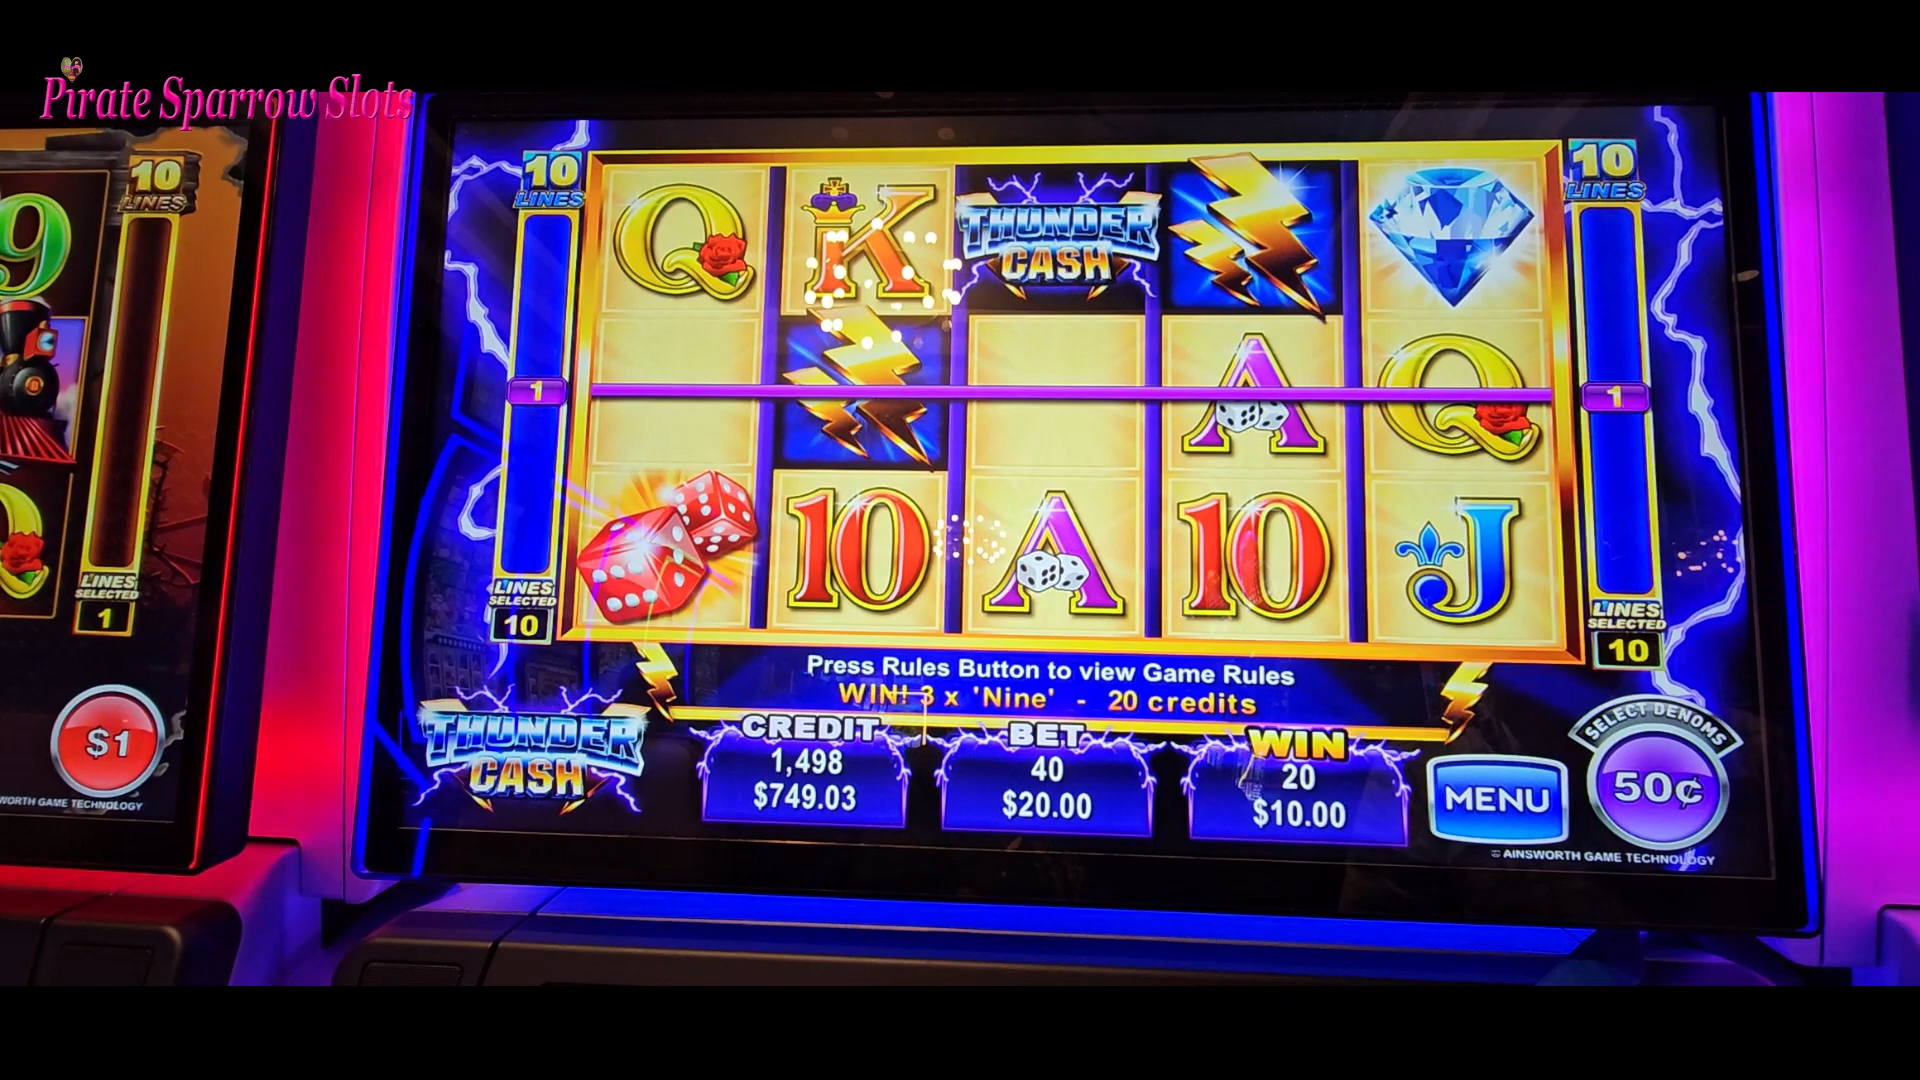 Pirate Sparrow Slots
10
LINES
9
LINES
SELECTED
1
$1
WORTH GAME TECHNOLOGY
10
LINES
10
LINES
Q
K
THUNDER
CASH
1
A
Q
1
10
A
10
J
LINES
SELECTED
10
LINES
SELECTED
10
Press Rules Button to view Game Rules
WIN! 3 x 'Nine' - 20 credits
THUNDER
CASH
CREDIT
1,498
$749.03
BET
40
$20.00
WIN
20
$10.00
MENU
SELECT DENOMS
50¢
© AINSWORTH GAME TECHNOLOGY